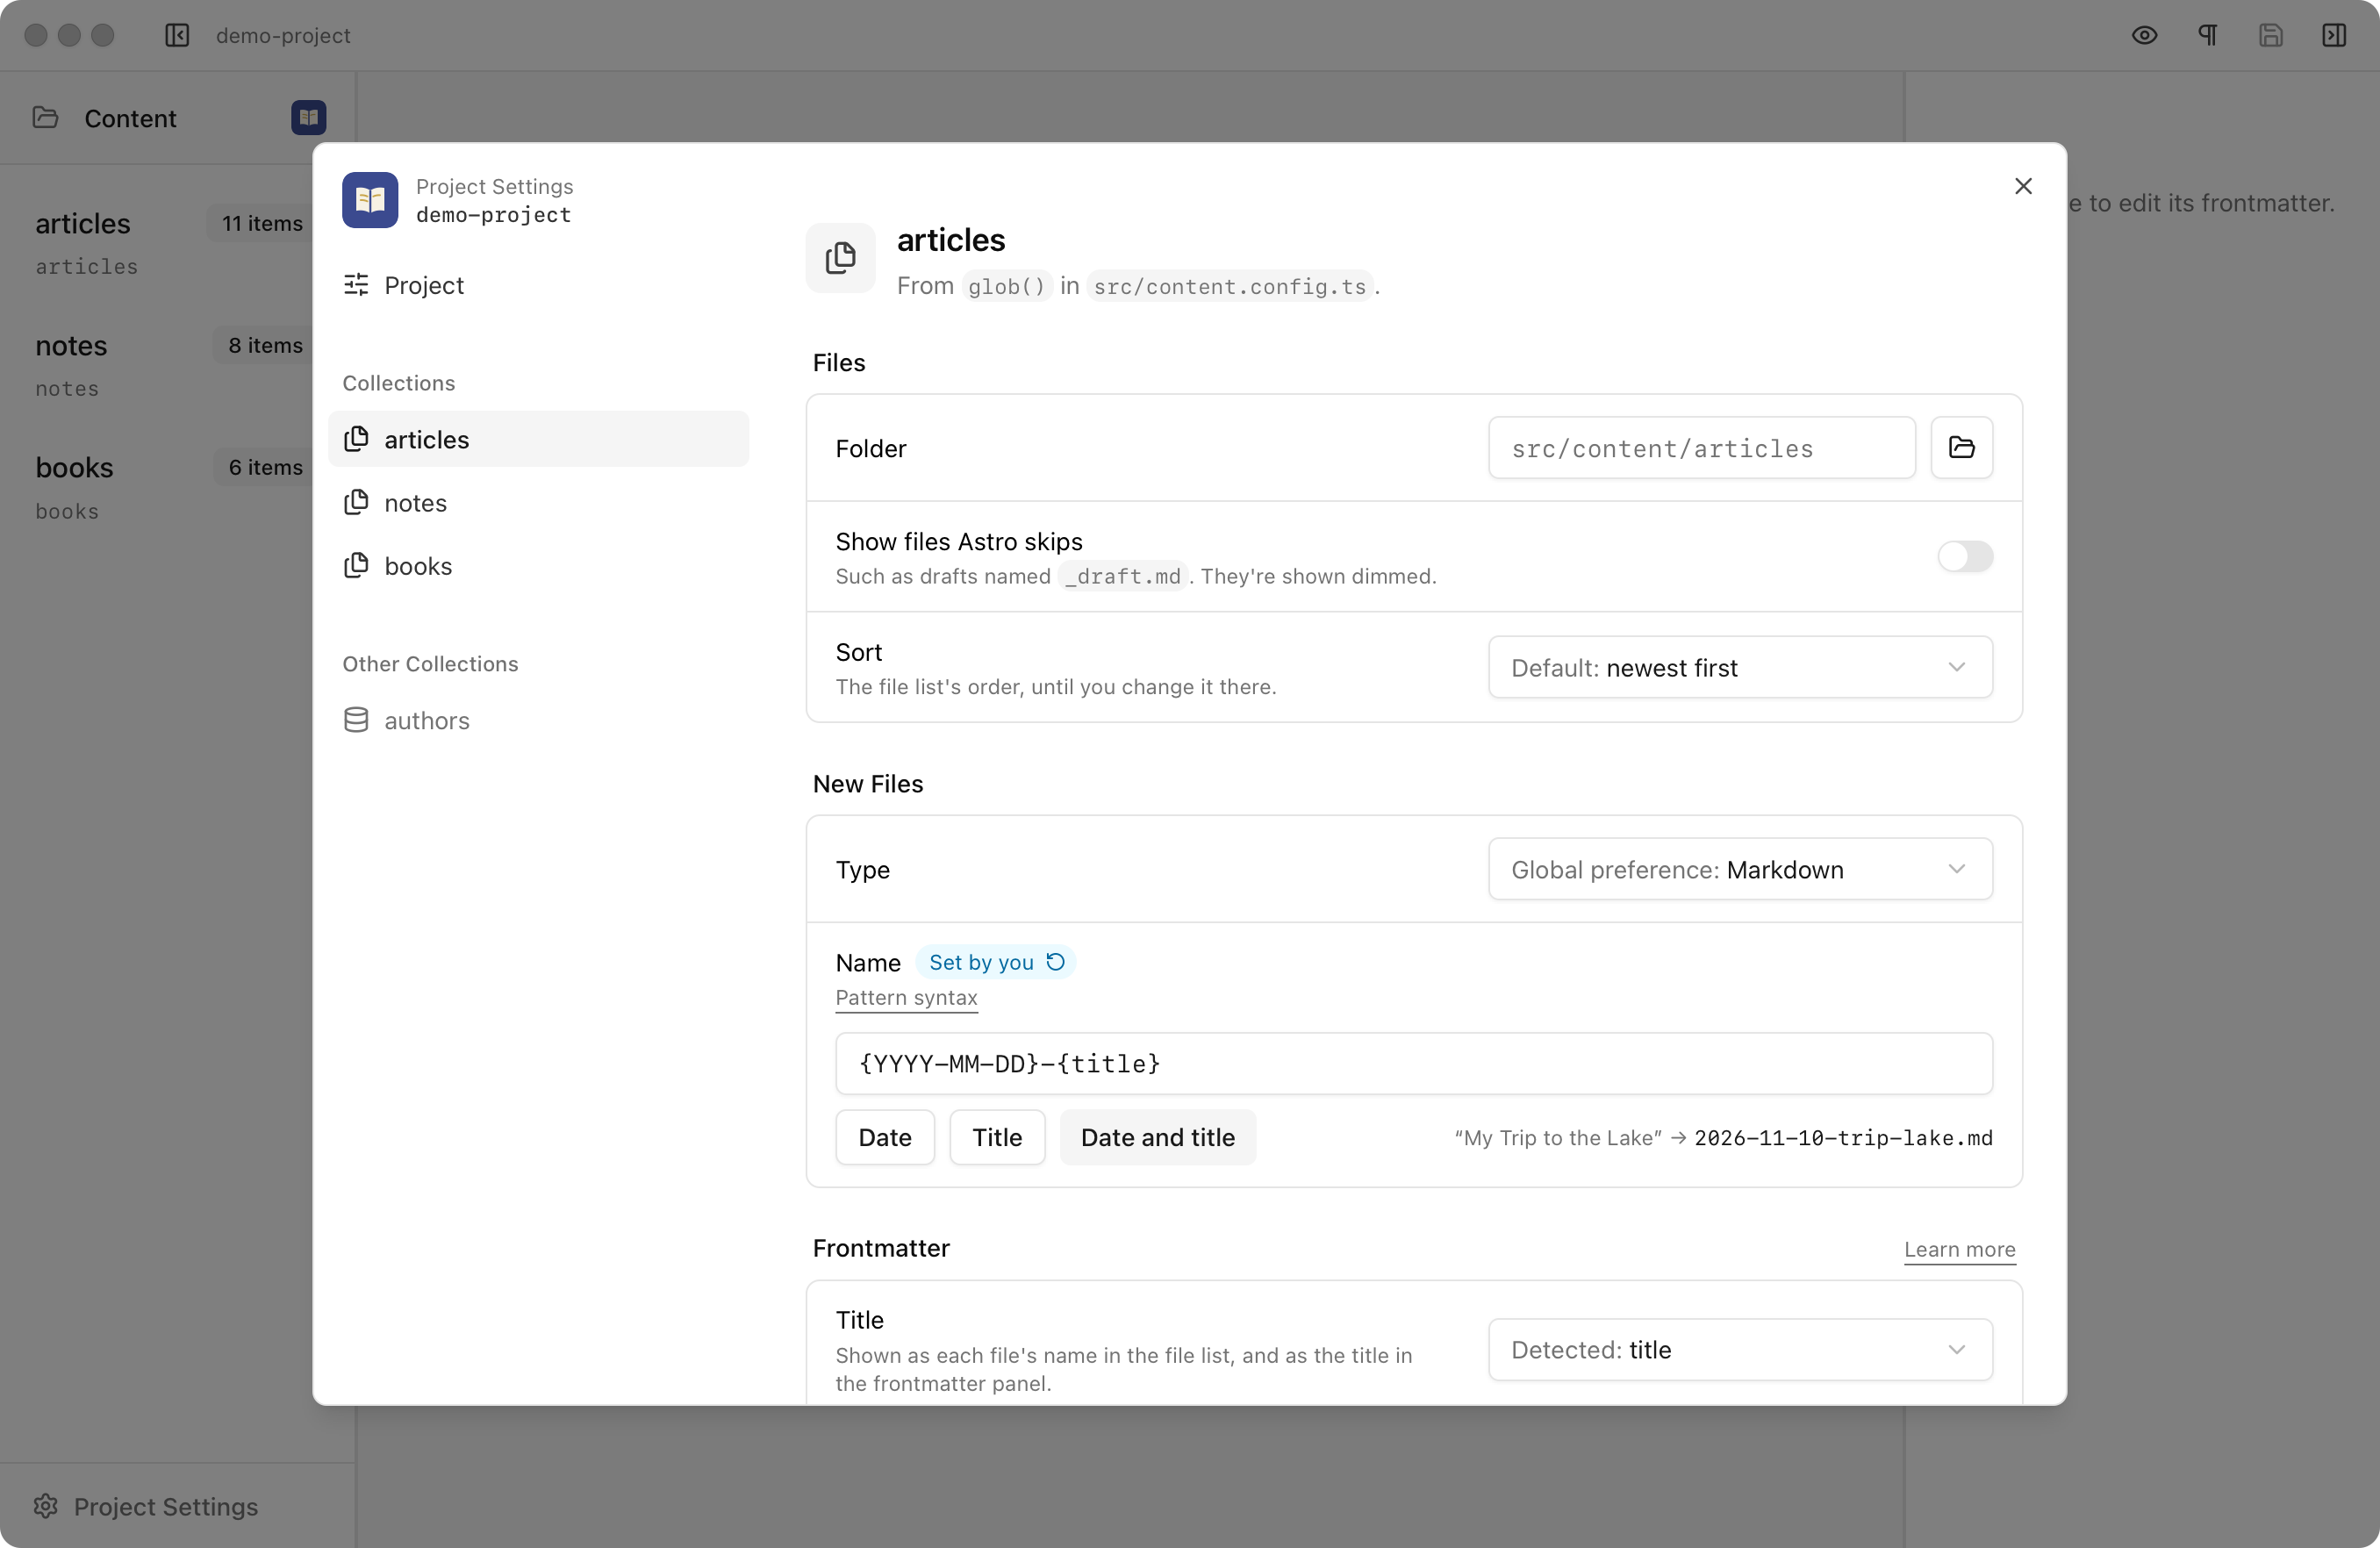 demo-project
Content
articles
11 items
articles
notes
8 items
notes
books
6 items
books
Project Settings
e to edit its frontmatter.
Project Settings
demo-project
Project
Collections
articles
notes
books
Other Collections
authors
articles
From glob() in src/content.config.ts.
Files
Folder
src/content/articles
Show files Astro skips
Such as drafts named _draft.md. They're shown dimmed.
Sort
The file list's order, until you change it there.
Default: newest first
New Files
Type
Global preference: Markdown
Name
Set by you
Pattern syntax
{YYYY-MM-DD}-{title}
Date
Title
Date and title
“My Trip to the Lake” → 2026-11-10-trip-lake.md
Frontmatter
Learn more
Title
Shown as each file's name in the file list, and as the title in
the frontmatter panel.
Detected: title